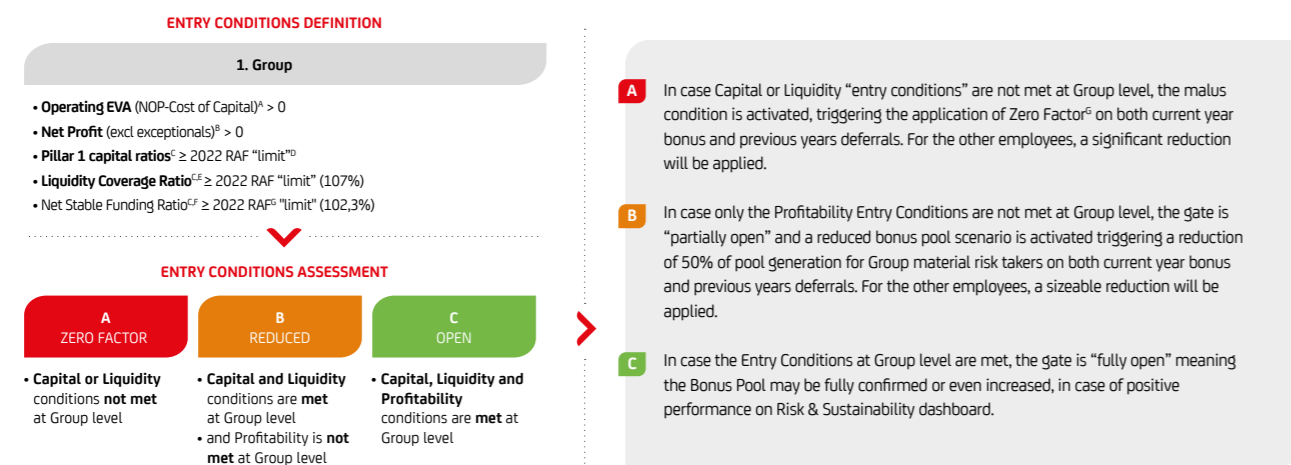 ENTRY CONDITIONS DEFINITION
1. Group
• Operating EVA (NOP-Cost of Capital)ᴬ > 0
• Net Profit (excl exceptionals)ᴮ > 0
• Pillar 1 capital ratiosᶜ ≥ 2022 RAF “limit”ᴰ
• Liquidity Coverage Ratioᶜ,ᴱ ≥ 2022 RAF “limit” (107%)
• Net Stable Funding Ratioᶜ,ᶠ ≥ 2022 RAFᴳ "limit" (102,3%)
ENTRY CONDITIONS ASSESSMENT
A
ZERO FACTOR
• Capital or Liquidity
conditions not met
at Group level
B
REDUCED
• Capital and Liquidity
conditions are met
at Group level
• and Profitability is not
met at Group level
C
OPEN
• Capital, Liquidity and
Profitability
conditions are met at
Group level
A
In case Capital or Liquidity “entry conditions” are not met at Group level, the malus
condition is activated, triggering the application of Zero Factorᴳ on both current year
bonus and previous years deferrals. For the other employees, a significant reduction
will be applied.
B
In case only the Profitability Entry Conditions are not met at Group level, the gate is
“partially open” and a reduced bonus pool scenario is activated triggering a reduction
of 50% of pool generation for Group material risk takers on both current year bonus
and previous years deferrals. For the other employees, a sizeable reduction will be
applied.
C
In case the Entry Conditions at Group level are met, the gate is “fully open” meaning
the Bonus Pool may be fully confirmed or even increased, in case of positive
performance on Risk & Sustainability dashboard.